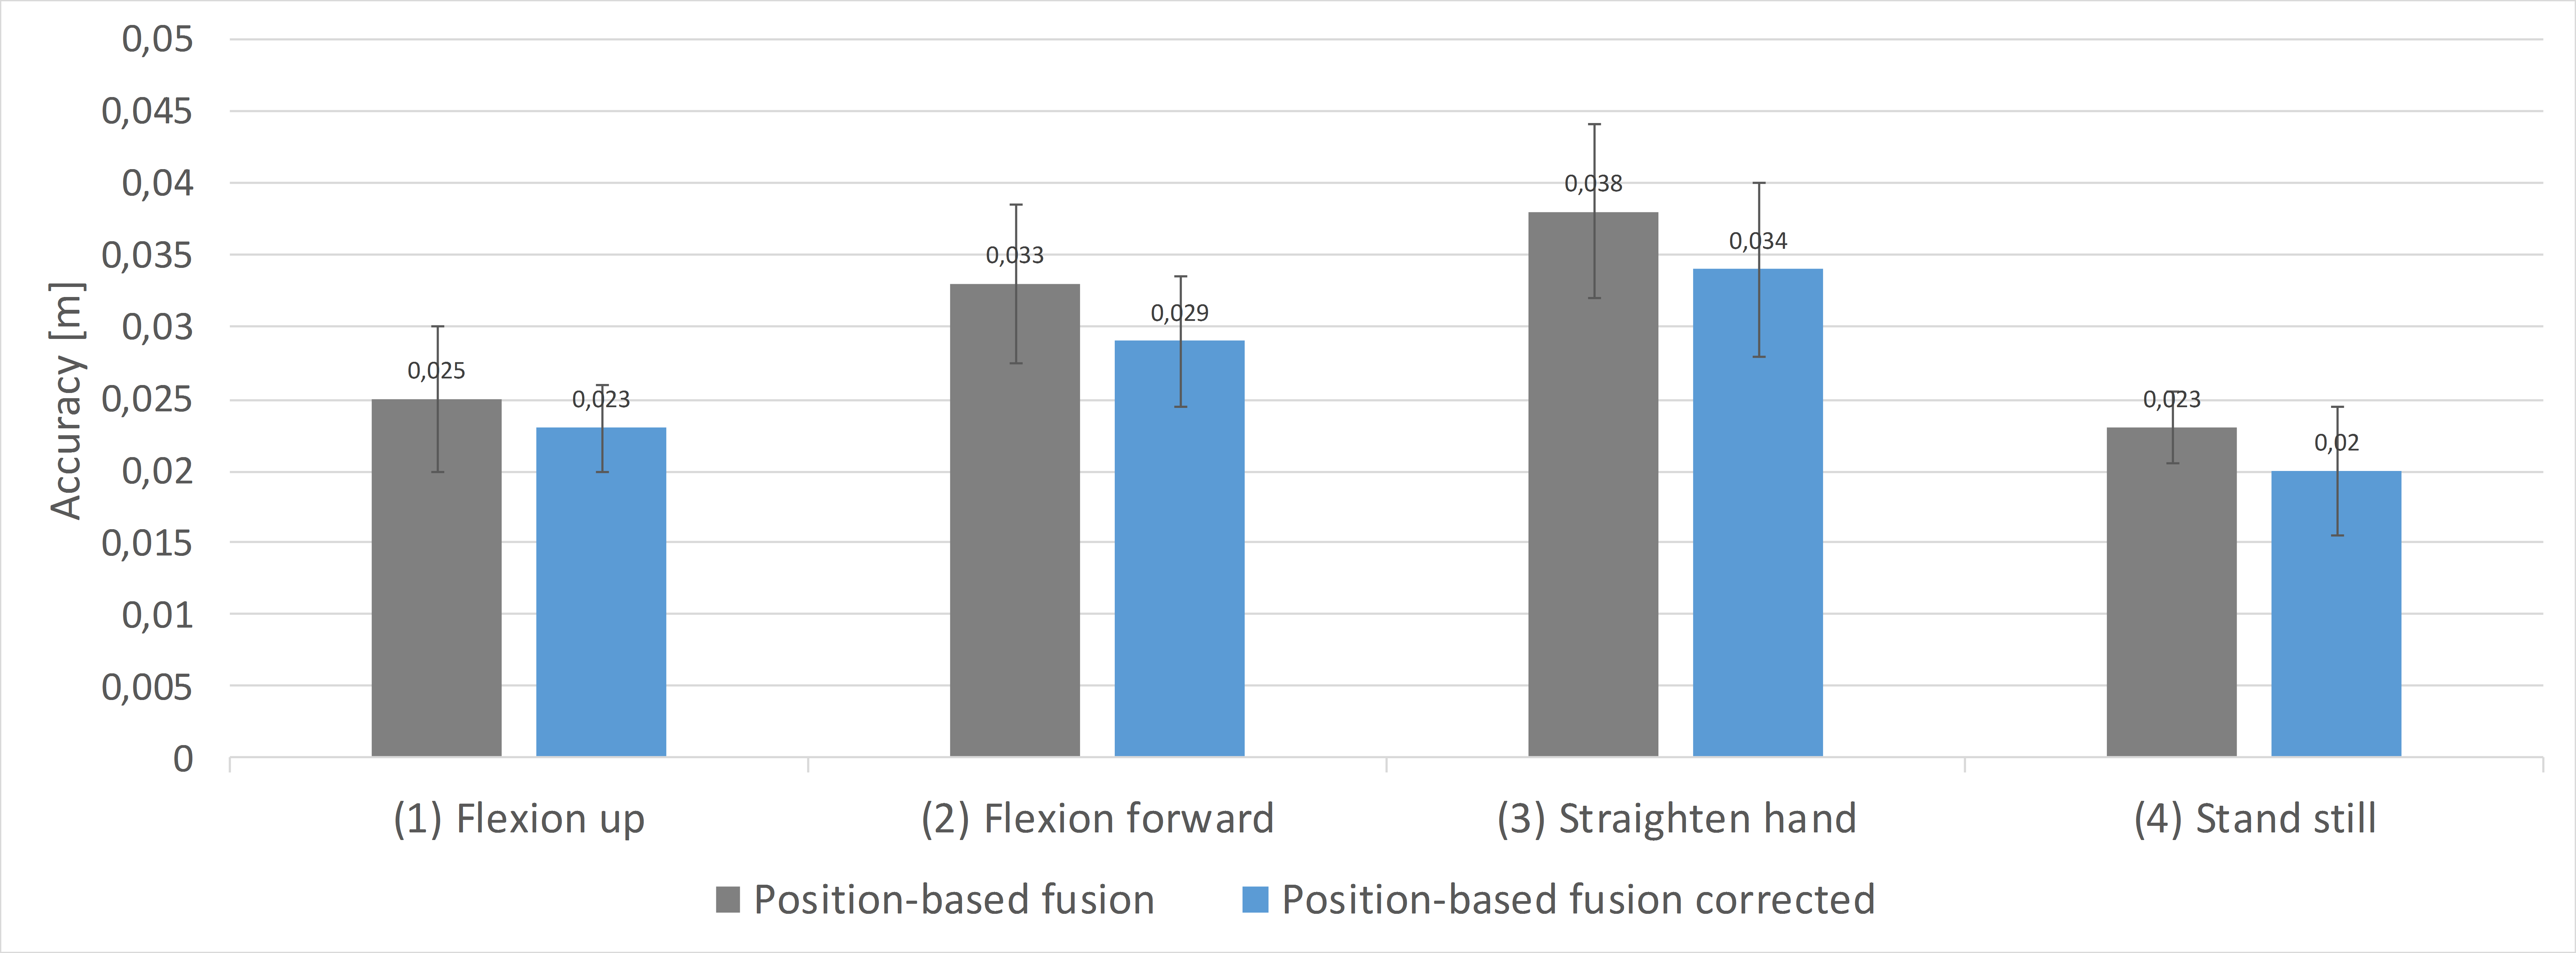 0,05
0,045
0,04
0,035
0,03
0,025
0,02
0,015
0,01
0,005
0
Accuracy [m]
0,025
0,023
0,033
0,029
0,038
0,034
0,023
0,02
(1) Flexion up
(2) Flexion forward
(3) Straighten hand
(4) Stand still
Position-based fusion
Position-based fusion corrected